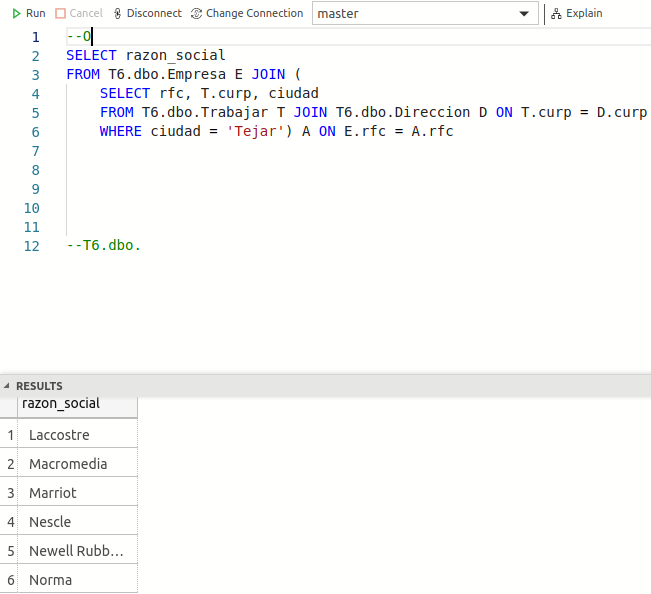 Run Cancel Disconnect Change Connection master Explain
1 --O
2 SELECT razon_social
3 FROM T6.dbo.Empresa E JOIN (
4 SELECT rfc, T.curp, ciudad
5 FROM T6.dbo.Trabajar T JOIN T6.dbo.Direccion D ON T.curp = D.curp
6 WHERE ciudad = 'Tejar') A ON E.rfc = A.rfc
7
8
9
10
11
12 --T6.dbo.
RESULTS
razon_social
1 Laccostre
2 Macromedia
3 Marriot
4 Nescle
5 Newell Rubb…
6 Norma